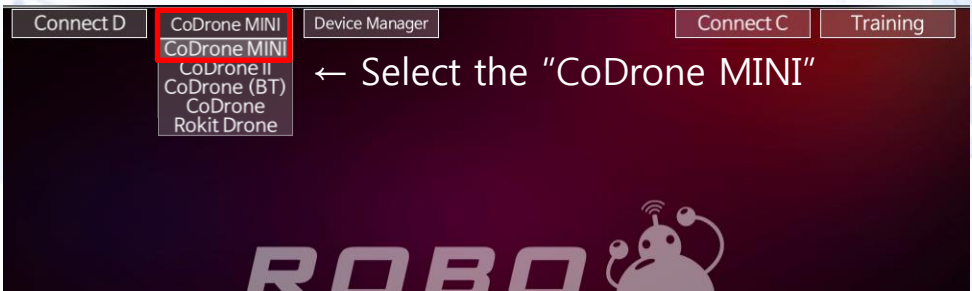 Connect D
CoDrone MINI
Device Manager
Connect C
Training
CoDrone MINI
CoDrone II
CoDrone (BT)
CoDrone
Rokit Drone
← Select the "CoDrone MINI"
ROBO